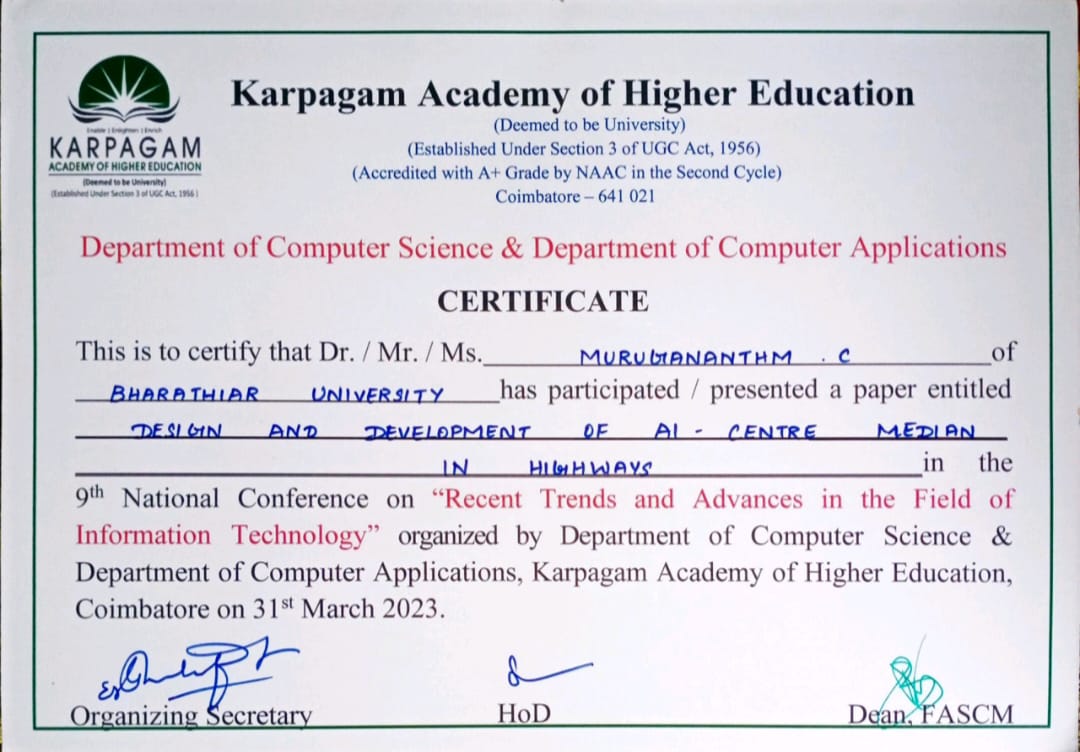 Enable | Enlighten | Enrich
KARPAGAM
ACADEMY OF HIGHER EDUCATION
(Deemed to be University)
(Established Under Section 3 of UGC Act, 1956 )
Karpagam Academy of Higher Education
(Deemed to be University)
(Established Under Section 3 of UGC Act, 1956)
(Accredited with A+ Grade by NAAC in the Second Cycle)
Coimbatore – 641 021
Department of Computer Science & Department of Computer Applications
CERTIFICATE
This is to certify that Dr. / Mr. / Ms. MURUGANANTHM . C of
BHARATHIAR UNIVERSITY has participated / presented a paper entitled
DESIGN AND DEVELOPMENT OF AI - CENTRE MEDIAN
IN HIGHWAYS in the
9th National Conference on “Recent Trends and Advances in the Field of
Information Technology” organized by Department of Computer Science &
Department of Computer Applications, Karpagam Academy of Higher Education,
Coimbatore on 31st March 2023.
Organizing Secretary
HoD
Dean, FASCM